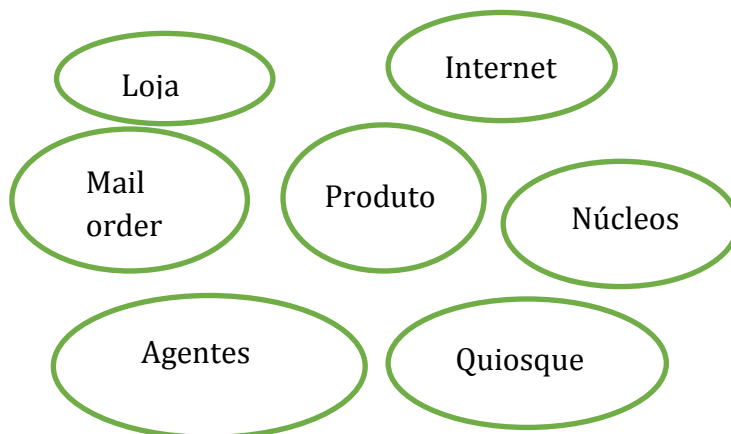 Loja
Internet
Mail
order
Produto
Núcleos
Agentes
Quiosque